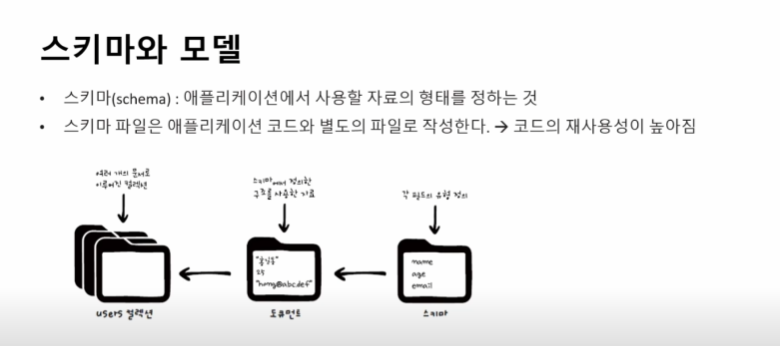 스키마와 모델
• 스키마(schema) : 애플리케이션에서 사용할 자료의 형태를 정하는 것
• 스키마 파일은 애플리케이션 코드와 별도의 파일로 작성한다. → 코드의 재사용성이 높아짐
여러 개의 문서로
이루어진 컬렉션
스키마에서 정의한
구조를 사용한 자료
각 필드의 유형 정의
"홍길동"
"hong@abcdef"
name
age
email
users 컬렉션
도큐먼트
스키마